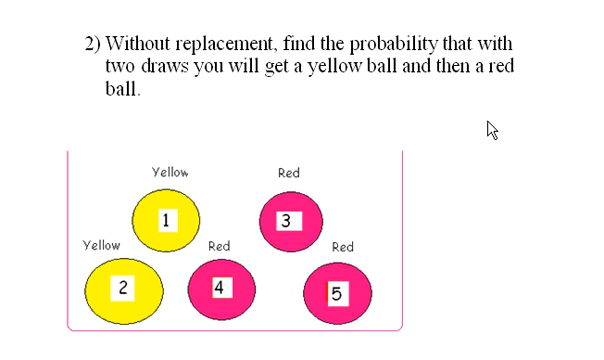 2) Without replacement, find the probability that with
two draws you will get a yellow ball and then a red
ball.
Yellow
Red
1
3
Yellow
Red
Red
2
4
5